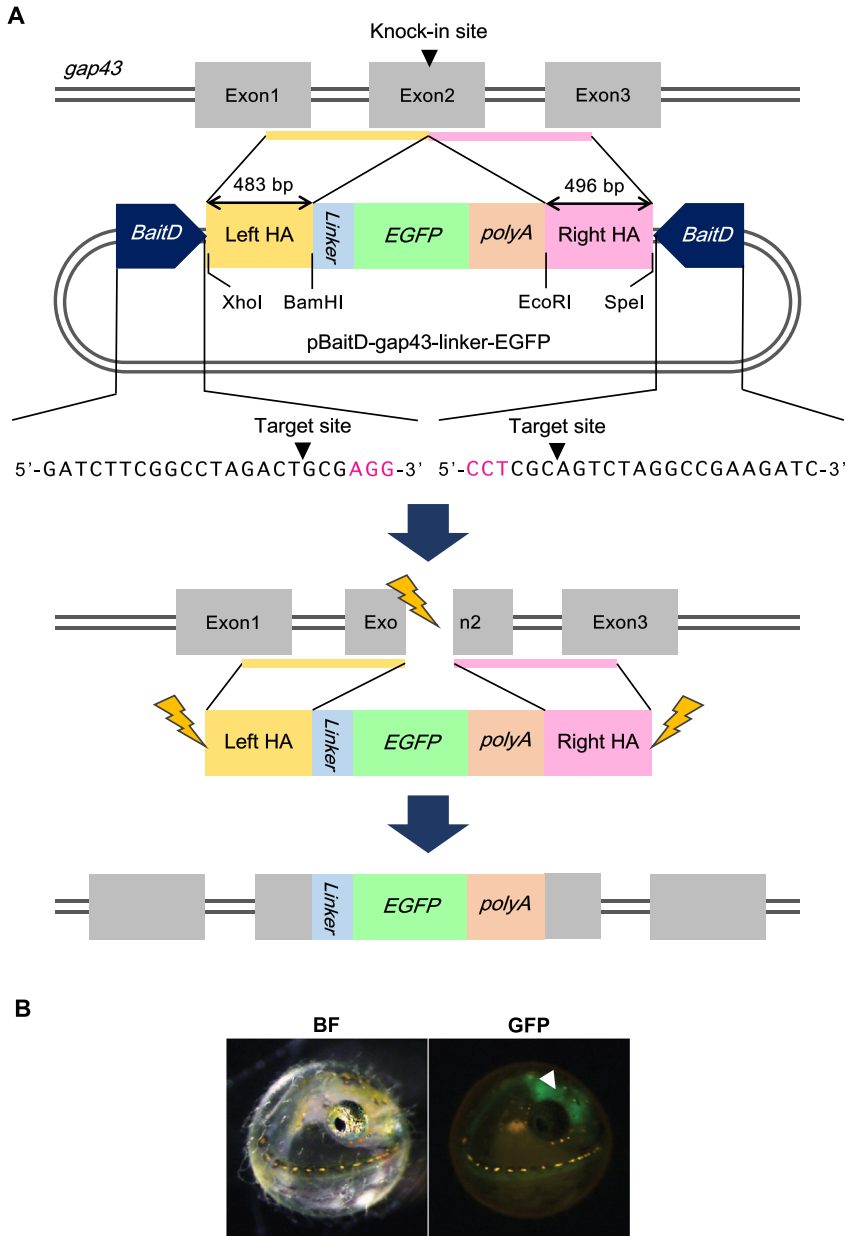 A
Knock-in site
gap43
Exon1 Exon2 Exon3
483 bp 496 bp
BaitD Left HA Linker EGFP polyA Right HA BaitD
XhoI BamHI EcoRI SpeI
pBaitD-gap43-linker-EGFP
Target site Target site
5'-GATCTTCGGCCTAGACTGCGAGG-3' 5'-CCTCGCAGTCTAGGCCGAAGATC-3'
Exon1 Exo n2 Exon3
Left HA Linker EGFP polyA Right HA
Linker EGFP polyA
B
BF GFP